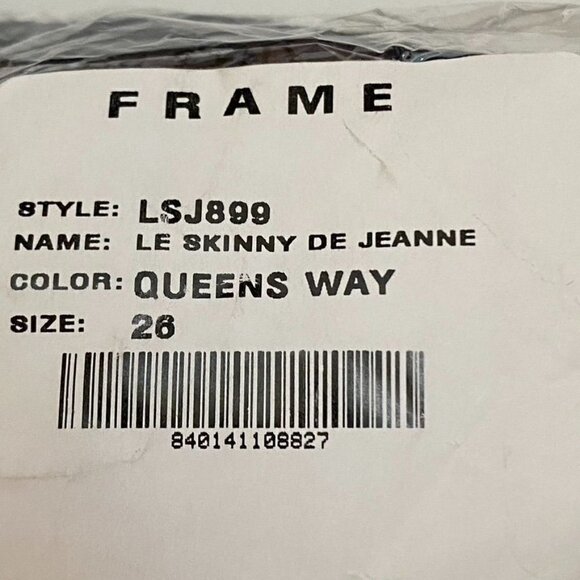 FRAME
STYLE: LSJ899
NAME: LE SKINNY DE JEANNE
COLOR: QUEENS WAY
SIZE: 26
840141108827